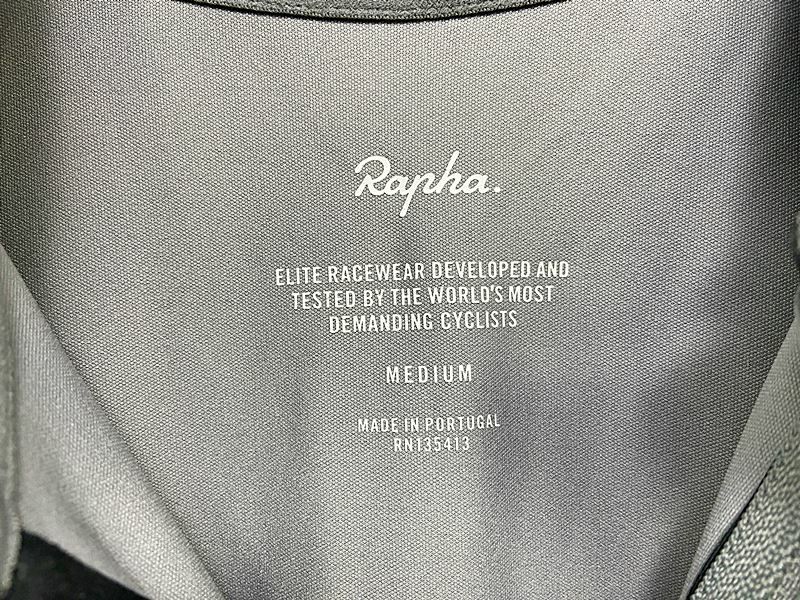 Rapha.
ELITE RACEWEAR DEVELOPED AND
TESTED BY THE WORLD'S MOST
DEMANDING CYCLISTS
MEDIUM
MADE IN PORTUGAL
RN135413